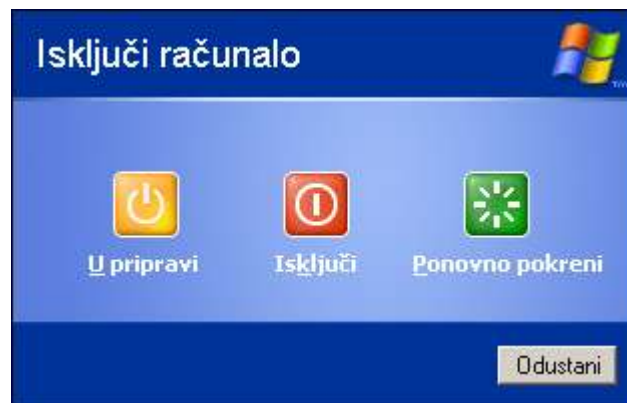 Isključi računalo
U pripravi
Isključi
Ponovno pokreni
Odustani